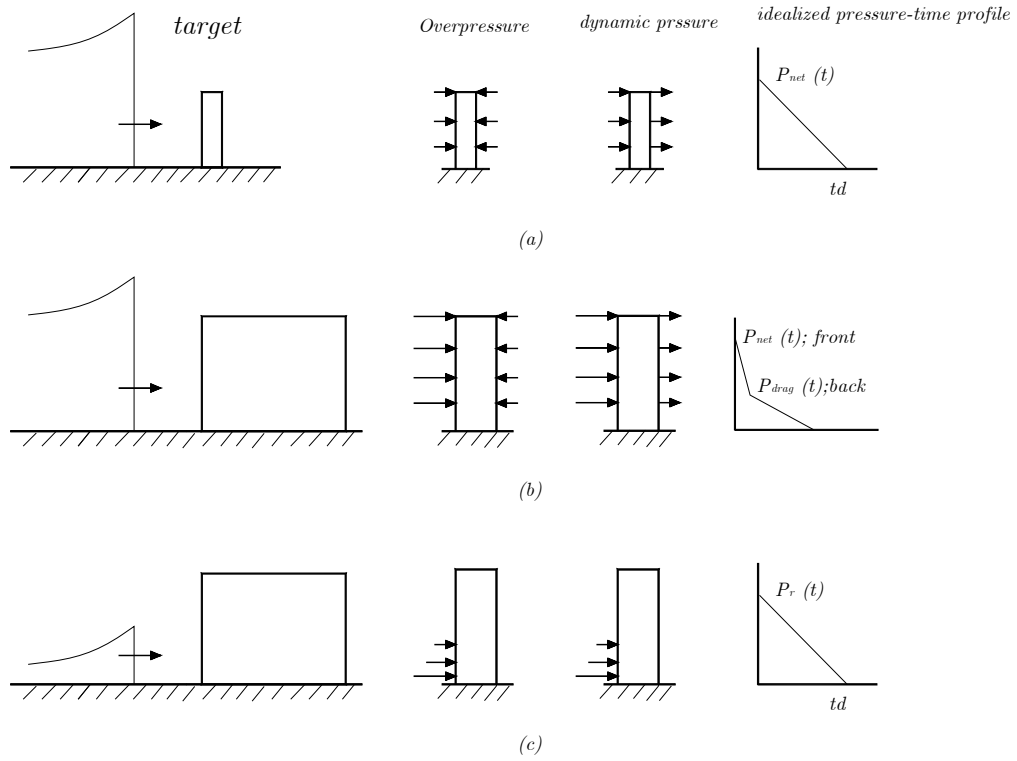 target
Overpressure
dynamic prssure
idealized pressure-time profile
Pnet (t)
td
(a)
Pnet (t); front
Pdrag (t);back
(b)
Pr (t)
td
(c)